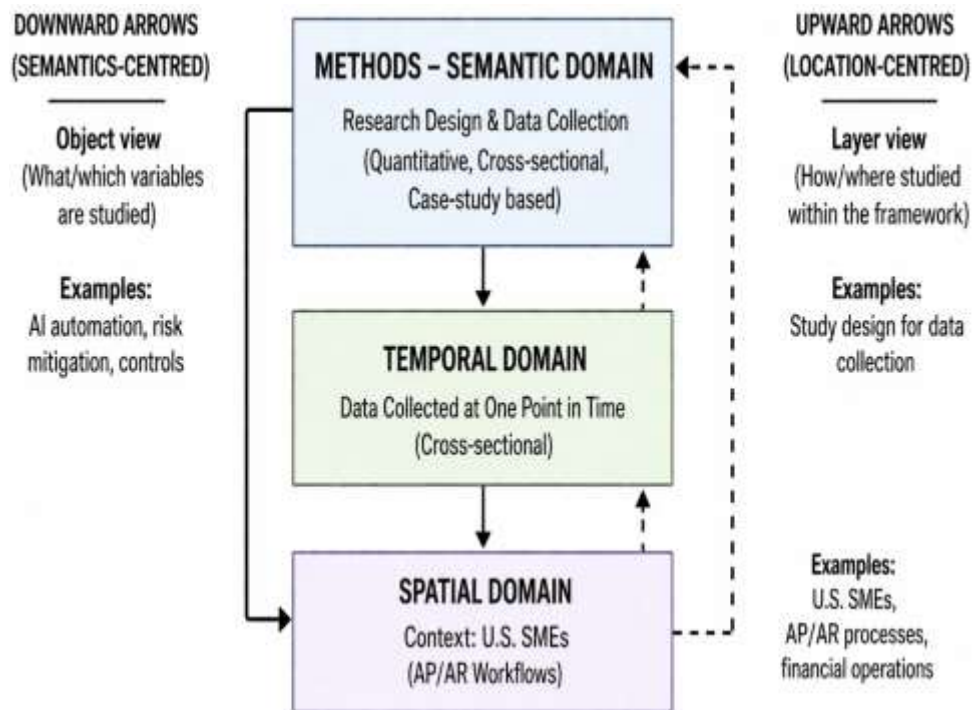 DOWNWARD ARROWS
(SEMANTICS-CENTRED)
Object view
(What/which variables
are studied)
Examples:
AI automation, risk
mitigation, controls
METHODS – SEMANTIC DOMAIN
Research Design & Data Collection
(Quantitative, Cross-sectional,
Case-study based)
TEMPORAL DOMAIN
Data Collected at One Point in Time
(Cross-sectional)
SPATIAL DOMAIN
Context: U.S. SMEs
(AP/AR Workflows)
UPWARD ARROWS
(LOCATION-CENTRED)
Layer view
(How/where studied
within the framework)
Examples:
Study design for data
collection
Examples:
U.S. SMEs,
AP/AR processes,
financial operations